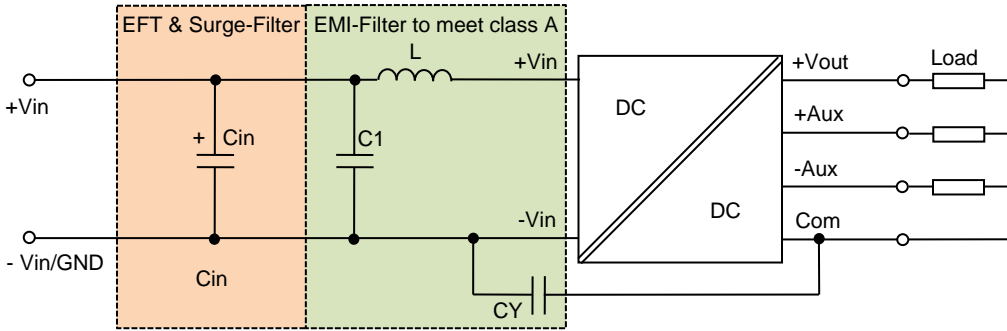 EFT & Surge-Filter
EMI-Filter to meet class A
L
+Vin
+Vout
Load
+Vin
DC
+
Cin
C1
+Aux
-Aux
DC
-Vin
Com
- Vin/GND
Cin
CY